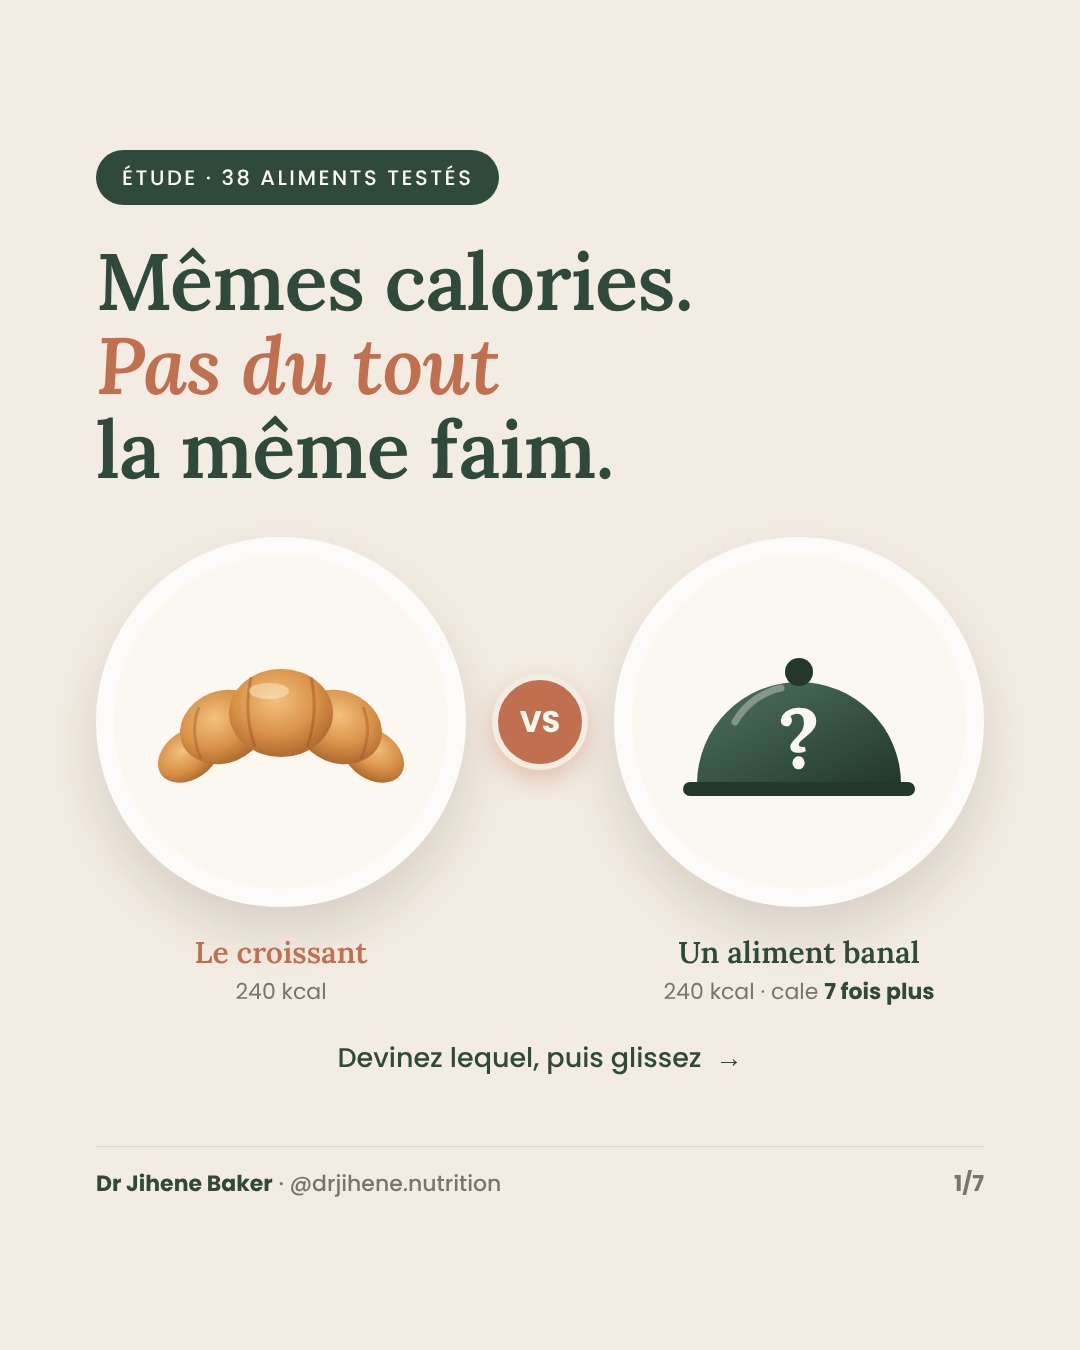 ÉTUDE · 38 ALIMENTS TESTÉS
Mêmes calories.
Pas du tout
la même faim.
VS
?
Le croissant
240 kcal
Un aliment banal
240 kcal · cale 7 fois plus
Devinez lequel, puis glissez →
Dr Jihene Baker · @drjihene.nutrition
1/7